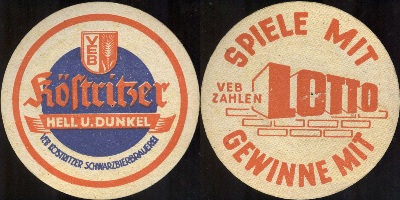 VEB
Köstritzer
HELL U. DUNKEL
VEB KÖSTRITZER SCHWARZBIERBRAUEREI
SPIELE MIT
VEB
ZAHLEN LOTTO
GEWINNE MIT